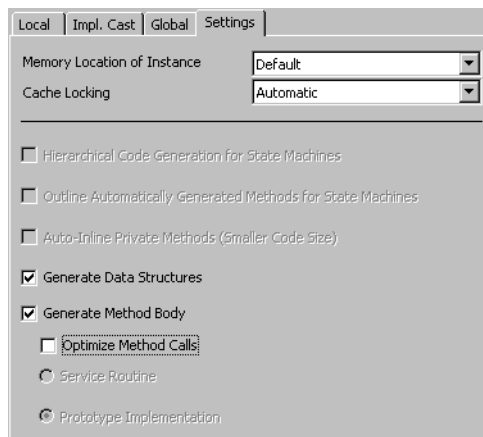 Local Impl. Cast Global Settings
Memory Location of Instance Default
Cache Locking Automatic
Hierarchical Code Generation for State Machines
Outline Automatically Generated Methods for State Machines
Auto-Inline Private Methods (Smaller Code Size)
Generate Data Structures
Generate Method Body
Optimize Method Calls
Service Routine
Prototype Implementation